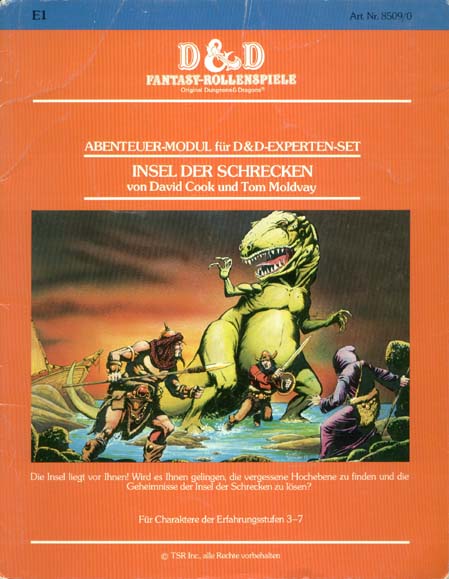 E1
Art. Nr. 8509/0
D&D
FANTASY-ROLLENSPIELE
Original Dungeons & Dragons®
ABENTEUER-MODUL für D&D-EXPERTEN-SET
INSEL DER SCHRECKEN
von David Cook und Tom Moldvay
Die Insel liegt vor Ihnen! Wird es Ihnen gelingen, die vergessene Hochebene zu finden und die
Geheimnisse der Insel der Schrecken zu lösen?
Für Charaktere der Erfahrungsstufen 3–7
© TSR Inc., alle Rechte vorbehalten